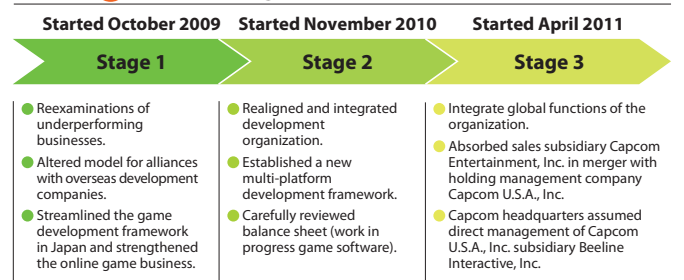 Started October 2009
Started November 2010
Started April 2011
Stage 1
Stage 2
Stage 3
Reexaminations of
underperforming
businesses.
Altered model for alliances
with overseas development
companies.
Streamlined the game
development framework
in Japan and strengthened
the online game business.
Realigned and integrated
development
organization.
Established a new
multi-platform
development framework.
Carefully reviewed
balance sheet (work in
progress game software).
Integrate global functions of the
organization.
Absorbed sales subsidiary Capcom
Entertainment, Inc. in merger with
holding management company
Capcom U.S.A., Inc.
Capcom headquarters assumed
direct management of Capcom
U.S.A., Inc. subsidiary Beeline
Interactive, Inc.